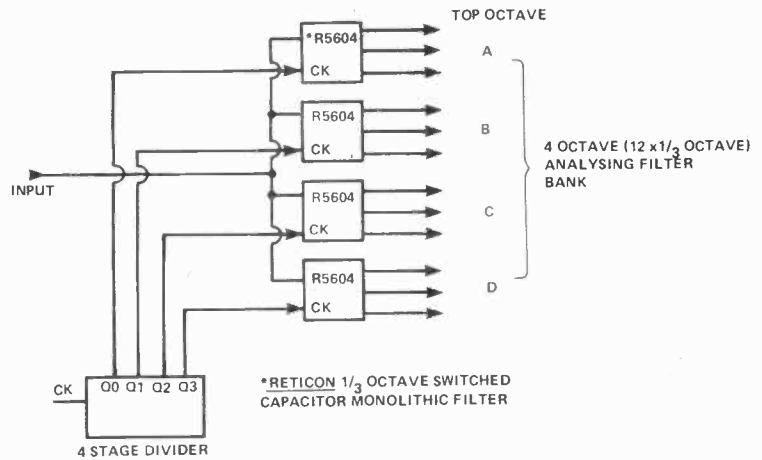 TOP OCTAVE
*R5604
CK
A
R5604
CK
B
4 OCTAVE (12 x 1/3 OCTAVE)
ANALYSING FILTER
BANK
INPUT
R5604
CK
C
R5604
CK
D
CK
Q0 Q1 Q2 Q3
4 STAGE DIVIDER
*RETICON 1/3 OCTAVE SWITCHED
CAPACITOR MONOLITHIC FILTER